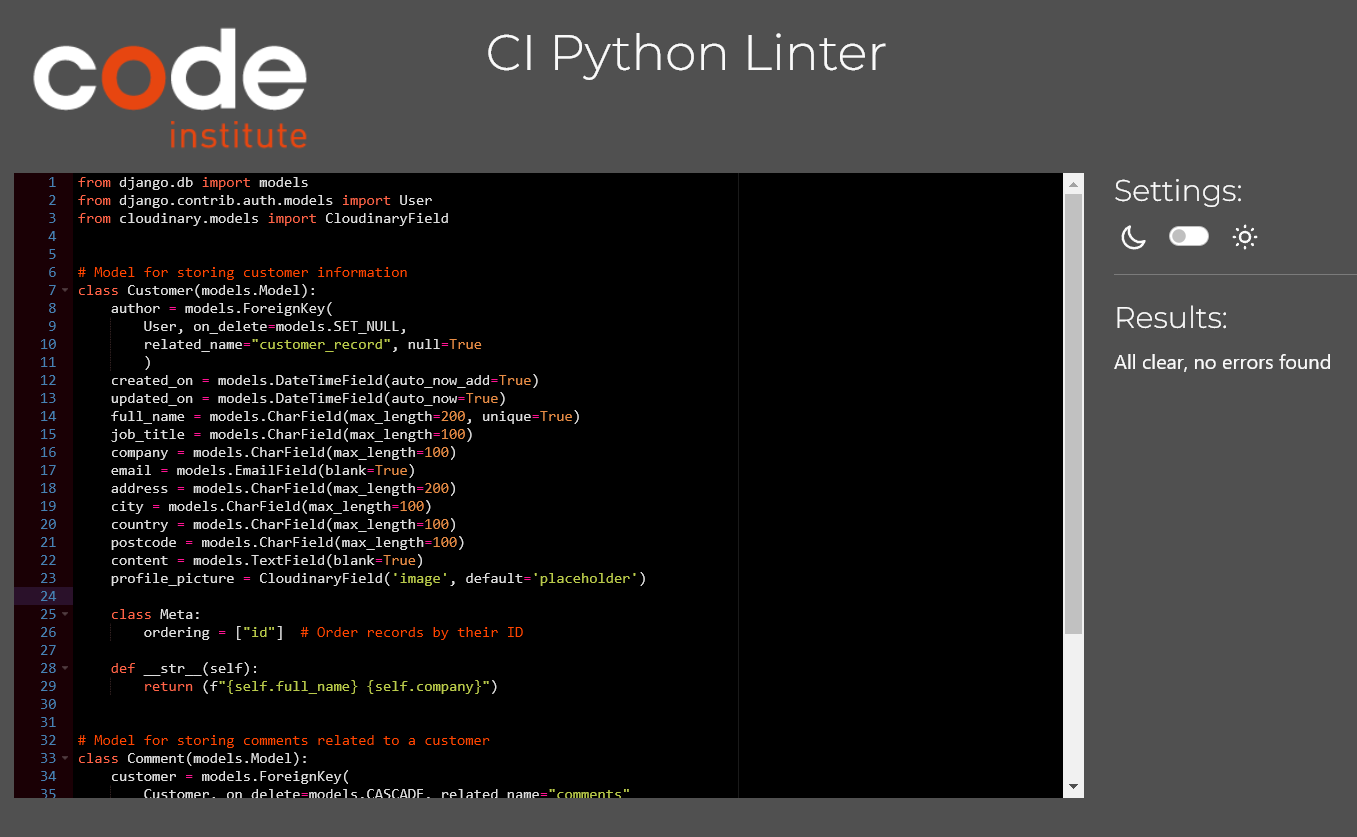 code
institute
CI Python Linter
1 from django.db import models
2 from django.contrib.auth.models import User
3 from cloudinary.models import CloudinaryField
4
5
6 # Model for storing customer information
7 class Customer(models.Model):
8     author = models.ForeignKey(
9         User, on_delete=models.SET_NULL,
10         related_name="customer_record", null=True
11         )
12     created_on = models.DateTimeField(auto_now_add=True)
13     updated_on = models.DateTimeField(auto_now=True)
14     full_name = models.CharField(max_length=200, unique=True)
15     job_title = models.CharField(max_length=100)
16     company = models.CharField(max_length=100)
17     email = models.EmailField(blank=True)
18     address = models.CharField(max_length=200)
19     city = models.CharField(max_length=100)
20     country = models.CharField(max_length=100)
21     postcode = models.CharField(max_length=100)
22     content = models.TextField(blank=True)
23     profile_picture = CloudinaryField('image', default='placeholder')
24
25     class Meta:
26         ordering = ["id"]  # Order records by their ID
27
28     def __str__(self):
29         return (f"{self.full_name} {self.company}")
30
31
32 # Model for storing comments related to a customer
33 class Comment(models.Model):
34     customer = models.ForeignKey(
35         Customer, on_delete=models.CASCADE, related_name="comments"
Settings:
Results:
All clear, no errors found